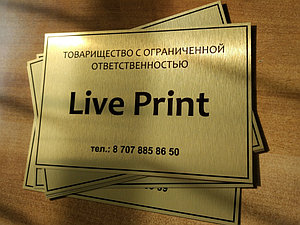 ТОВАРИЩЕСТВО С ОГРАНИЧЕННОЙ
ОТВЕТСТВЕННОСТЬЮ
Live Print
тел.: 8 707 885 86 50